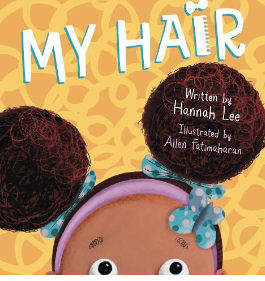 MY HAIR
Written by
Hannah Lee
Illustrated by
Allen Fatimaharan